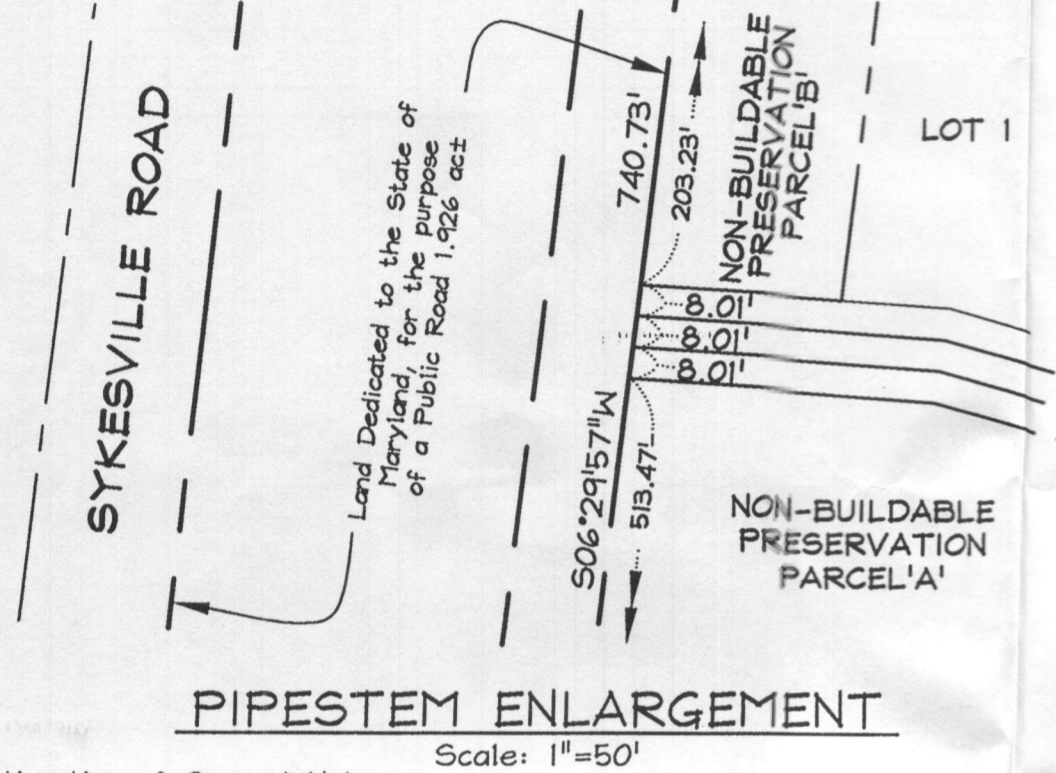 SYKESVILLE ROAD
Land Dedicated to the State of
Maryland, for the purpose
of a Public Road 1.926 ac±
S06°29'57"W
740.73'
203.23'
513.47'
8.01'
8.01'
8.01'
NON-BUILDABLE
PRESERVATION
PARCEL'B'
LOT 1
NON-BUILDABLE
PRESERVATION
PARCEL'A'
PIPESTEM ENLARGEMENT
Scale: 1"=50'